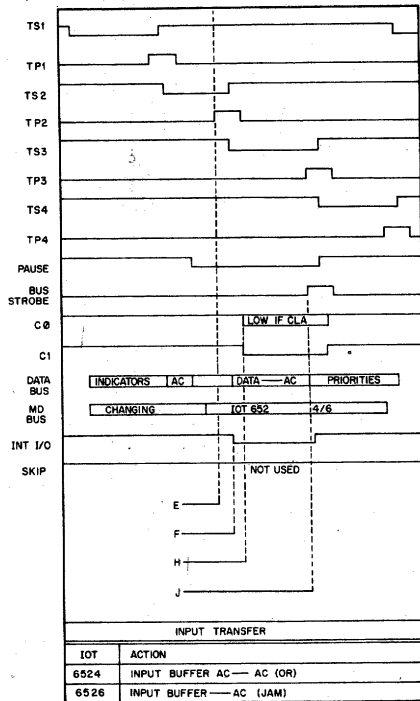 TS1
TP1
TS2
TP2
TS3
TP3
TS4
TP4
PAUSE
BUS
STROBE
CØ LOW IF CLA
C1
DATA
BUS
INDICATORS AC DATA — AC PRIORITIES
MD
BUS
CHANGING IOT 652 4/6
INT I/O
SKIP NOT USED
E
F
H
J
INPUT TRANSFER
IOT ACTION
6524 INPUT BUFFER AC — AC (OR)
6526 INPUT BUFFER — AC (JAM)